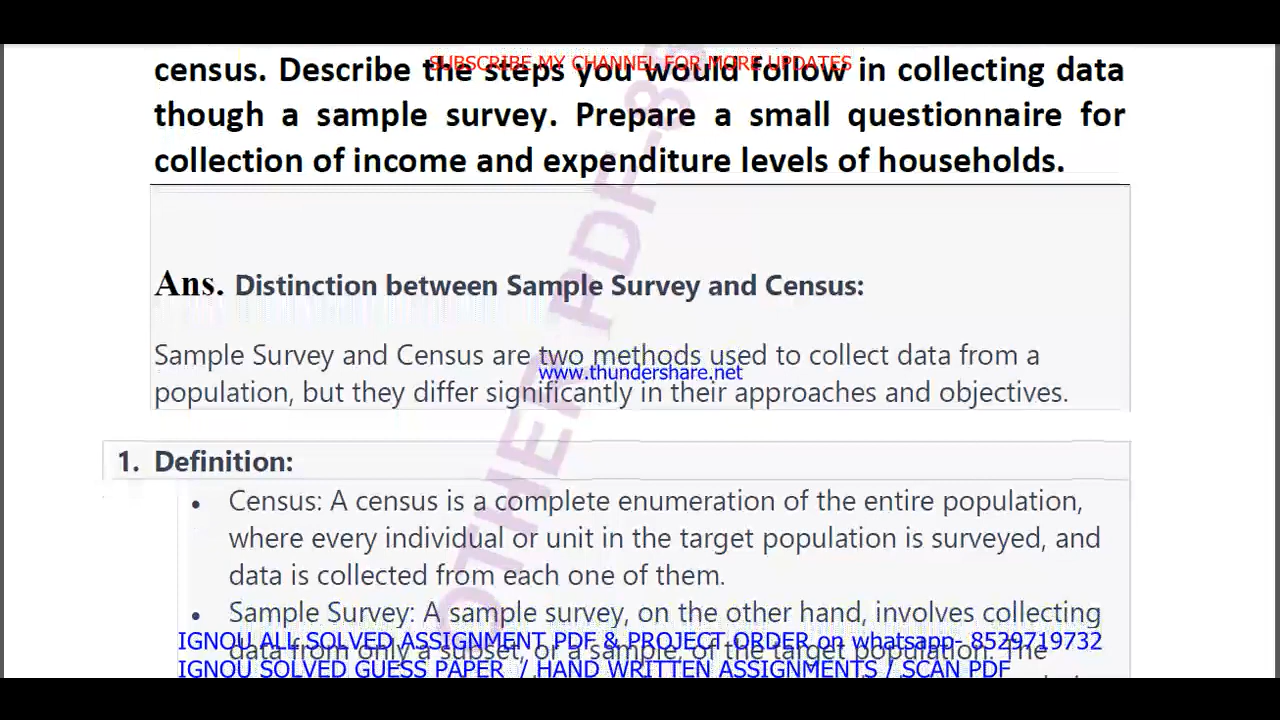 SUBSCRIBE MY CHANNEL FOR MORE UPDATES
census. Describe the steps you would follow in collecting data
though a sample survey. Prepare a small questionnaire for
collection of income and expenditure levels of households.
Ans. Distinction between Sample Survey and Census:
Sample Survey and Census are two methods used to collect data from a
www.thundershare.net
population, but they differ significantly in their approaches and objectives.
1. Definition:
• Census: A census is a complete enumeration of the entire population,
where every individual or unit in the target population is surveyed, and
data is collected from each one of them.
• Sample Survey: A sample survey, on the other hand, involves collecting
IGNOU ALL SOLVED ASSIGNMENT PDF & PROJECT ORDER on whatsapp- 8529719732
data from only a subset, or a sample, of the target population. The
IGNOU SOLVED GUESS PAPER / HAND WRITTEN ASSIGNMENTS / SCAN PDF
OTHER PDF-8